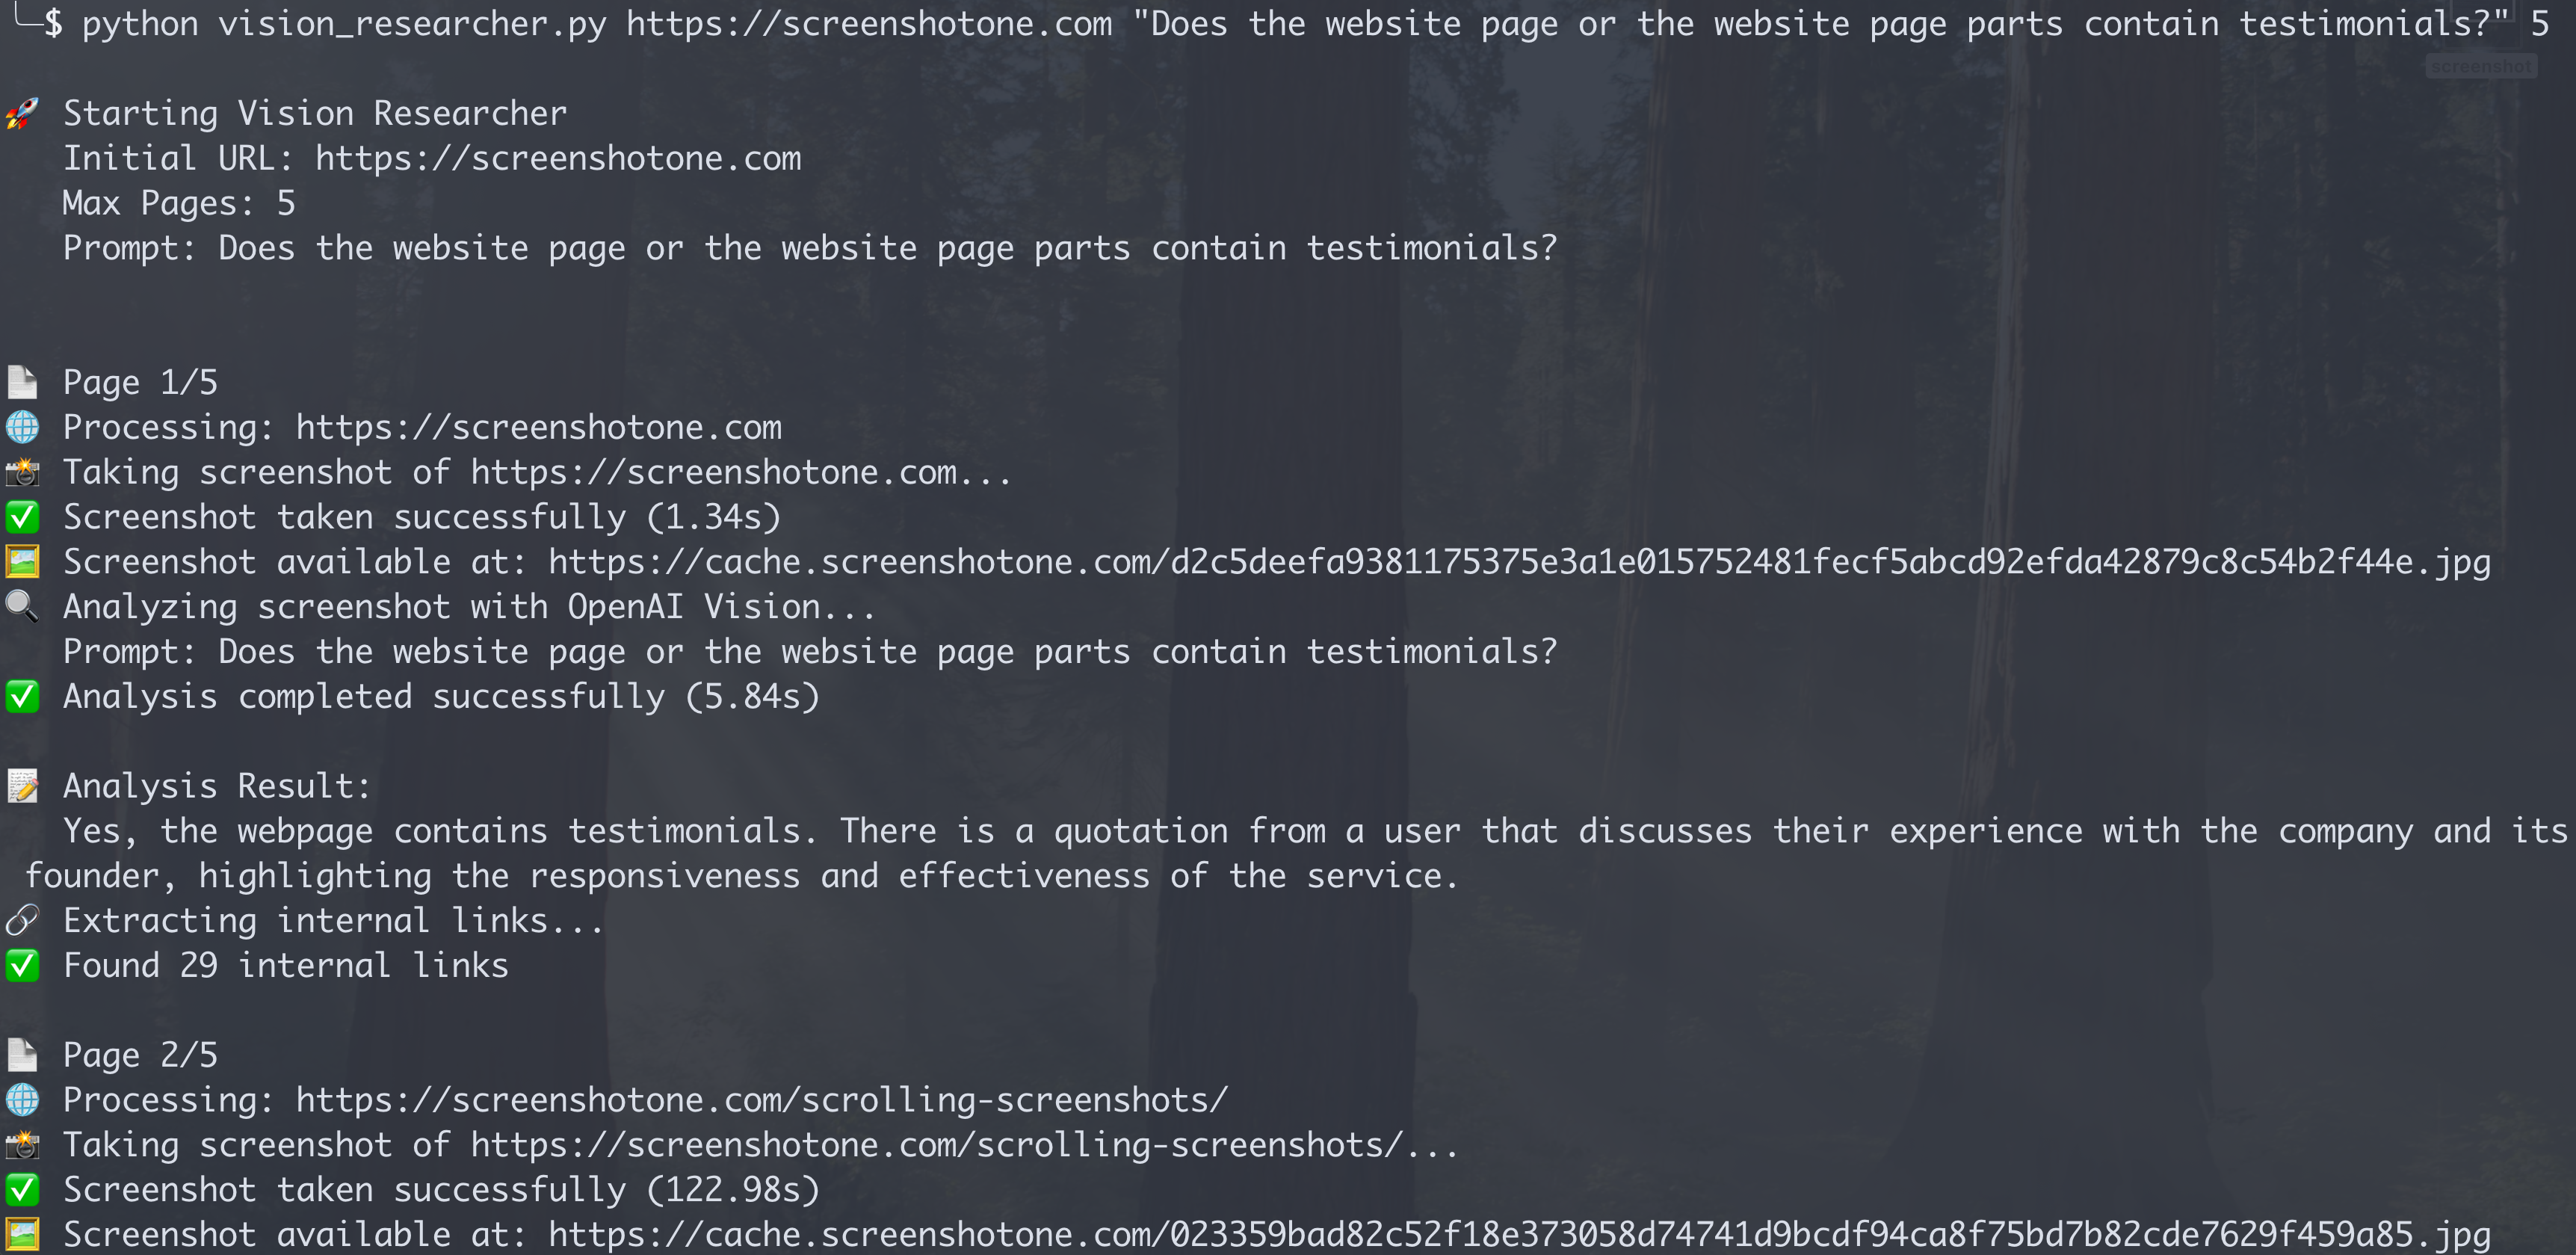 $ python vision_researcher.py https://screenshotone.com "Does the website page or the website page parts contain testimonials?" 5
screenshot
🚀 Starting Vision Researcher
Initial URL: https://screenshotone.com
Max Pages: 5
Prompt: Does the website page or the website page parts contain testimonials?
📄 Page 1/5
🌐 Processing: https://screenshotone.com
📸 Taking screenshot of https://screenshotone.com...
✅ Screenshot taken successfully (1.34s)
🖼️ Screenshot available at: https://cache.screenshotone.com/d2c5deefa9381175375e3a1e015752481fecf5abcd92efda42879c8c54b2f44e.jpg
🔍 Analyzing screenshot with OpenAI Vision...
Prompt: Does the website page or the website page parts contain testimonials?
✅ Analysis completed successfully (5.84s)
📝 Analysis Result:
Yes, the webpage contains testimonials. There is a quotation from a user that discusses their experience with the company and its
founder, highlighting the responsiveness and effectiveness of the service.
🔗 Extracting internal links...
✅ Found 29 internal links
📄 Page 2/5
🌐 Processing: https://screenshotone.com/scrolling-screenshots/
📸 Taking screenshot of https://screenshotone.com/scrolling-screenshots/...
✅ Screenshot taken successfully (122.98s)
🖼️ Screenshot available at: https://cache.screenshotone.com/023359bad82c52f18e373058d74741d9bcdf94ca8f75bd7b82cde7629f459a85.jpg